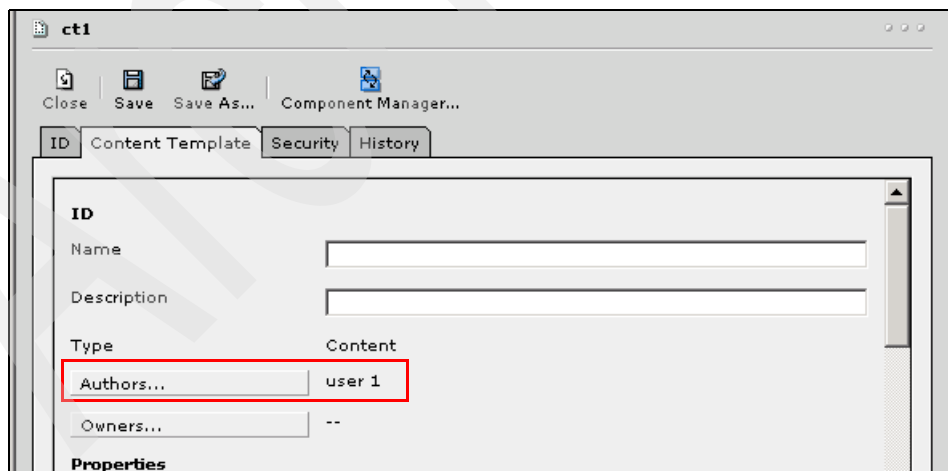 ct1
Close Save Save As... Component Manager...
ID Content Template Security History
ID
Name
Description
Type Content
Authors... user 1
Owners... --
Properties